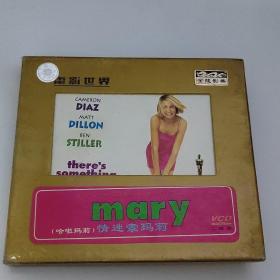 電影世界
CAMERON
DIAZ
MATT
DILLON
BEN
STILLER
there's something
mary
(哈啦玛莉) 情迷索玛莉
VCD